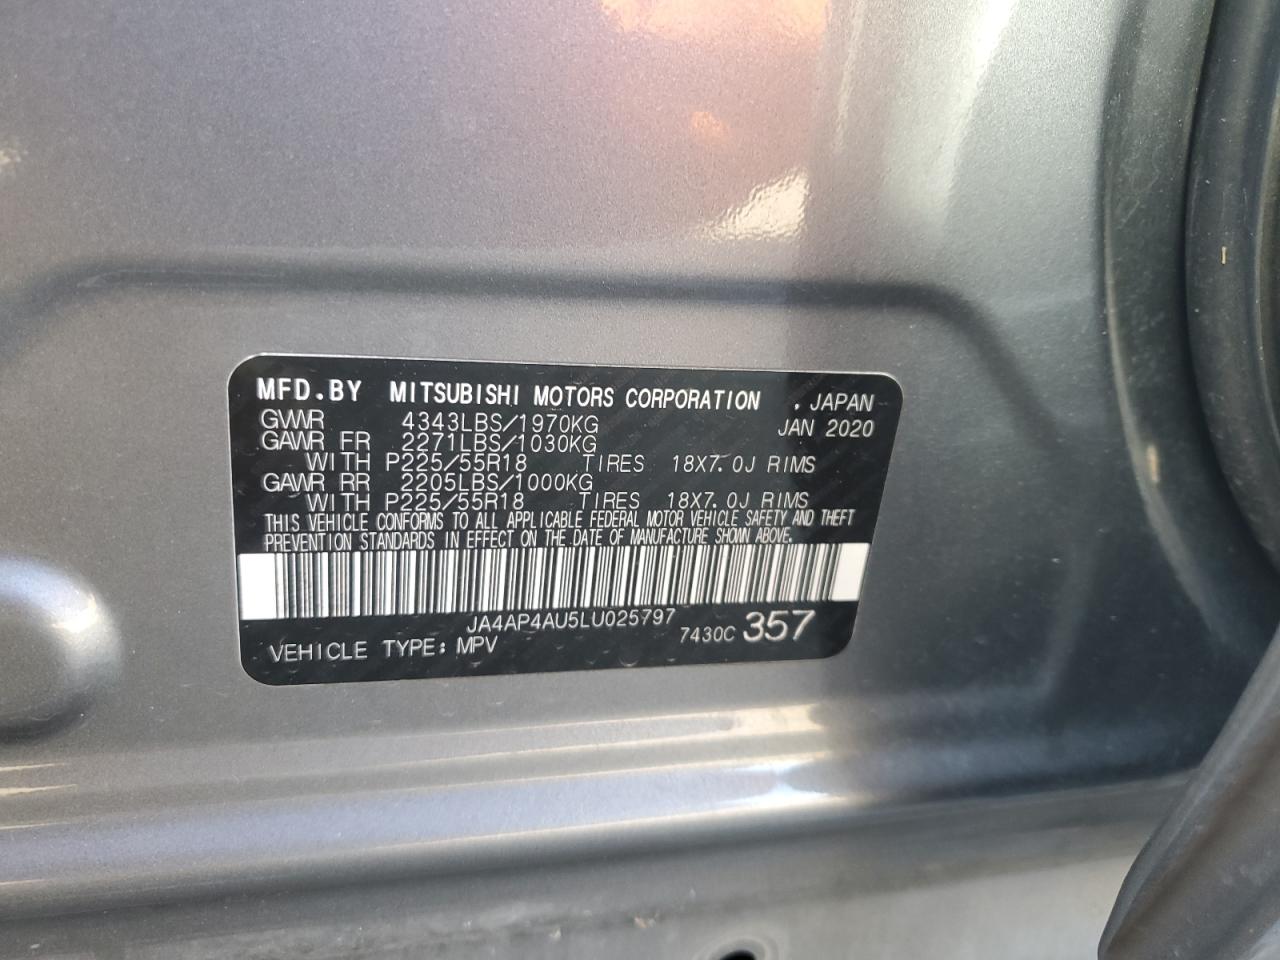 MFD.BY MITSUBISHI MOTORS CORPORATION , JAPAN
GVWR 4343LBS/1970KG JAN 2020
GAWR FR 2271LBS/1030KG
WITH P225/55R18 TIRES 18X7.0J RIMS
GAWR RR 2205LBS/1000KG
WITH P225/55R18 TIRES 18X7.0J RIMS
THIS VEHICLE CONFORMS TO ALL APPLICABLE FEDERAL MOTOR VEHICLE SAFETY AND THEFT
PREVENTION STANDARDS IN EFFECT ON THE DATE OF MANUFACTURE SHOWN ABOVE.
JA4AP4AU5LU025797
VEHICLE TYPE: MPV 7430C 357